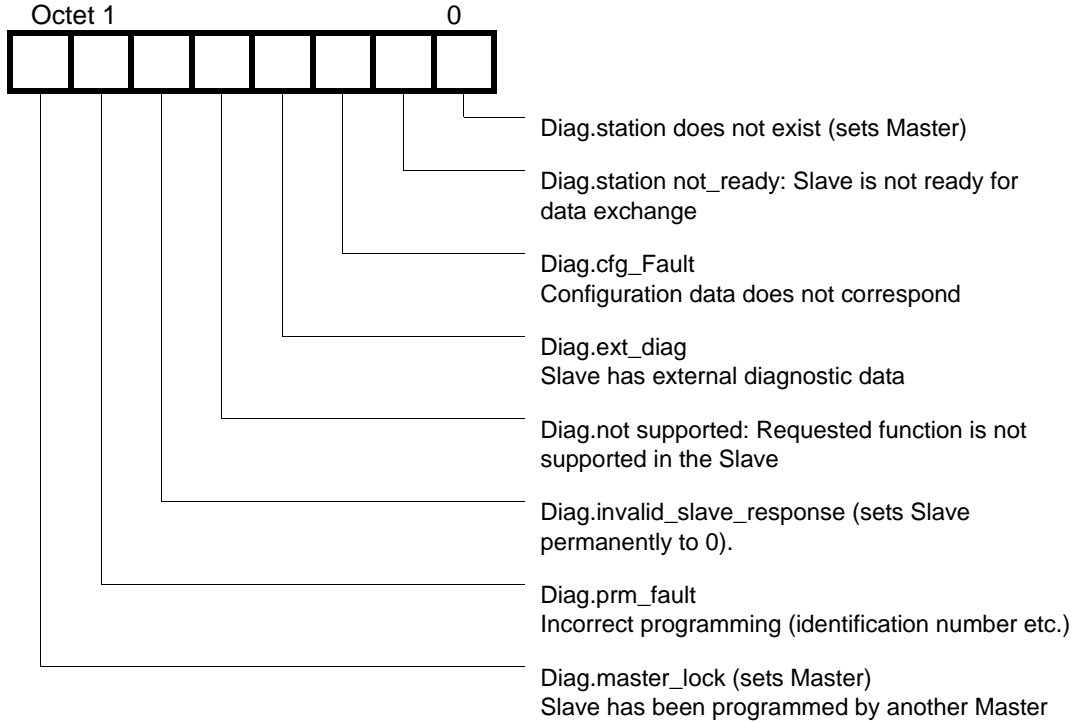 Octet 1 0
Diag.station does not exist (sets Master)
Diag.station not_ready: Slave is not ready for
data exchange
Diag.cfg_Fault
Configuration data does not correspond
Diag.ext_diag
Slave has external diagnostic data
Diag.not supported: Requested function is not
supported in the Slave
Diag.invalid_slave_response (sets Slave
permanently to 0).
Diag.prm_fault
Incorrect programming (identification number etc.)
Diag.master_lock (sets Master)
Slave has been programmed by another Master